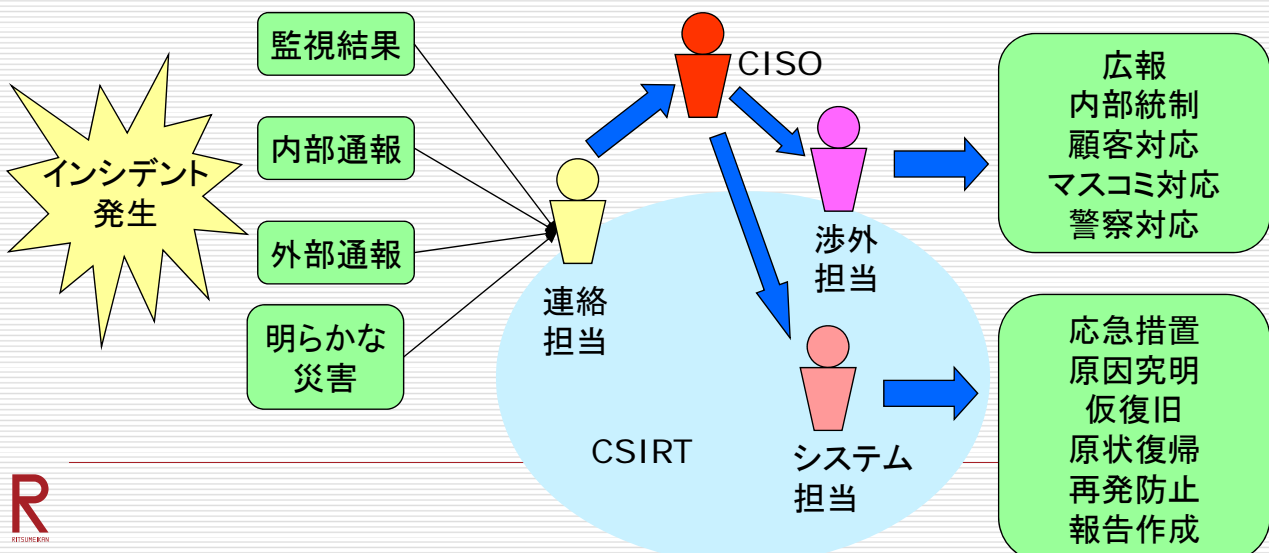 インシデント
発生
監視結果
内部通報
外部通報
明らかな
災害
連絡
担当
CISO
渉外
担当
CSIRT
システム
担当
広報
内部統制
顧客対応
マスコミ対応
警察対応
応急措置
原因究明
仮復旧
原状復帰
再発防止
報告作成
R
RITSUMEIKAN